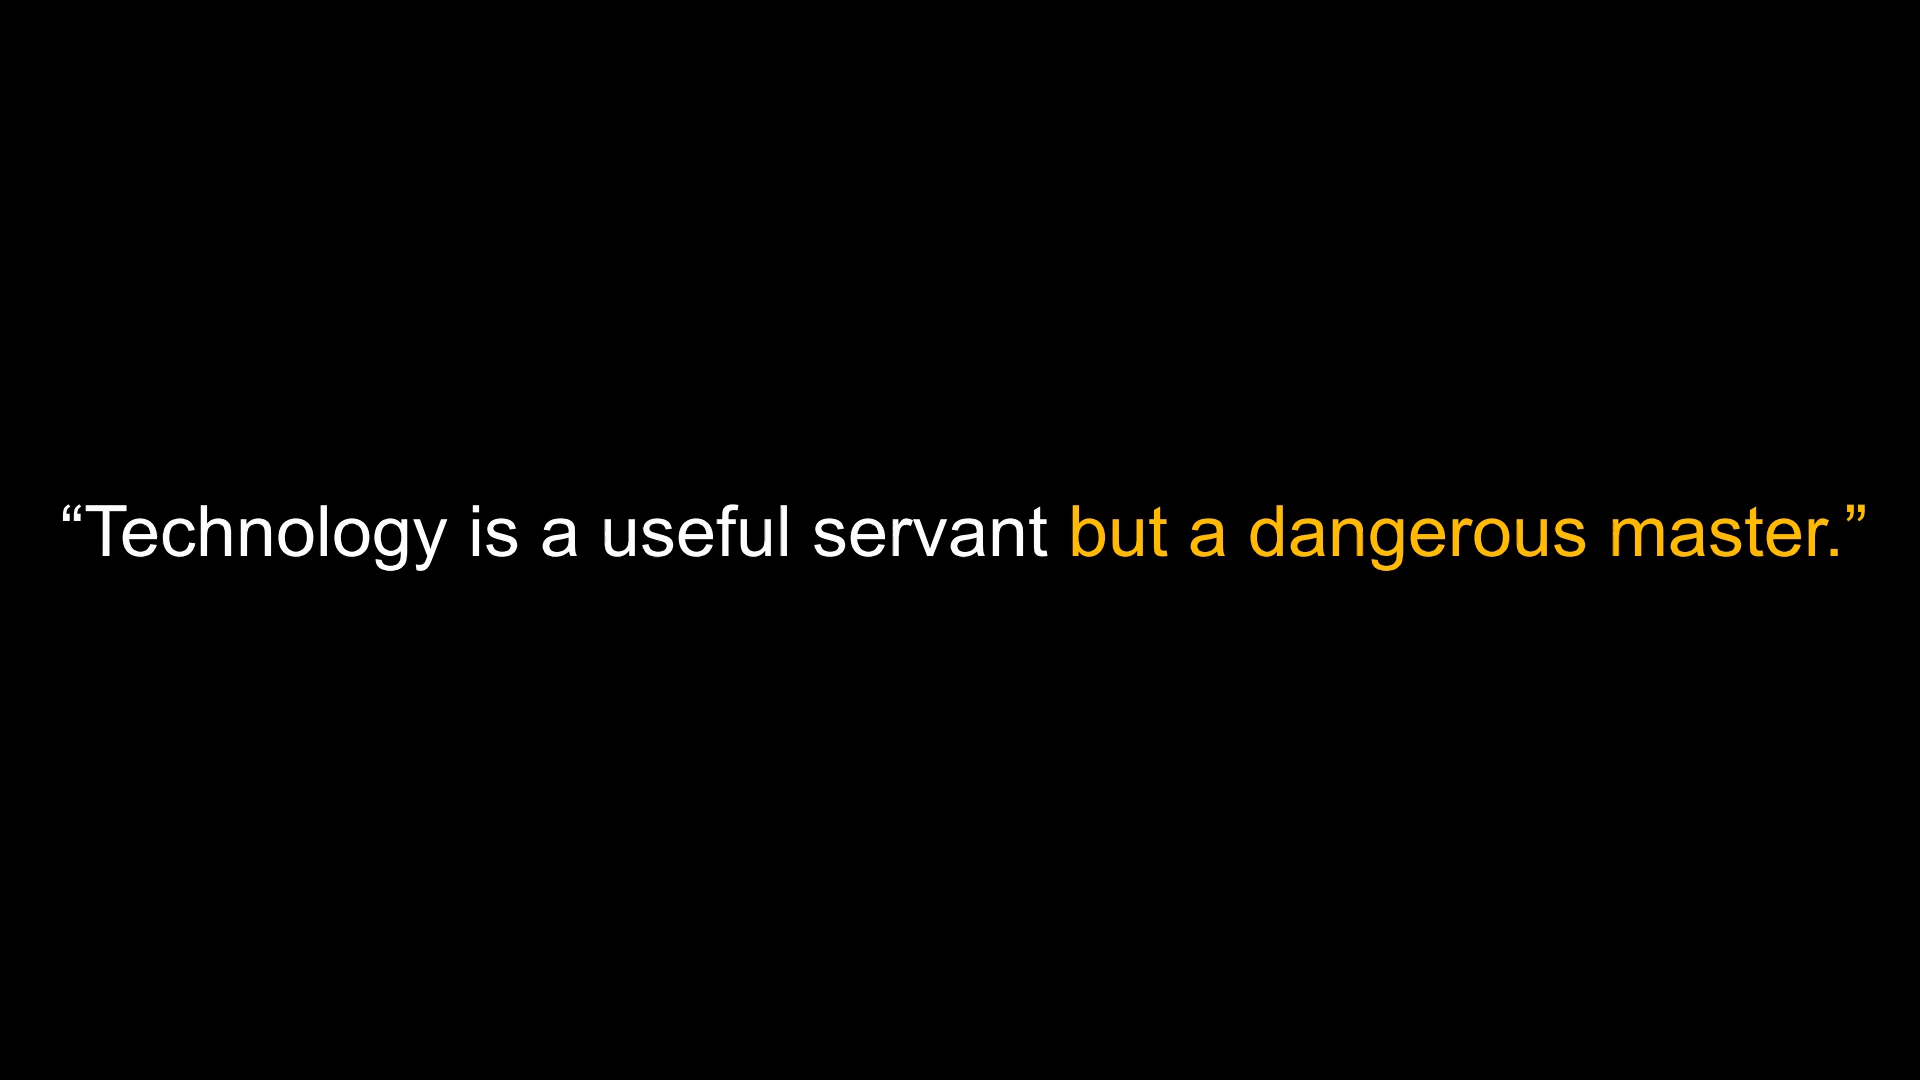 “Technology is a useful servant but a dangerous master.”